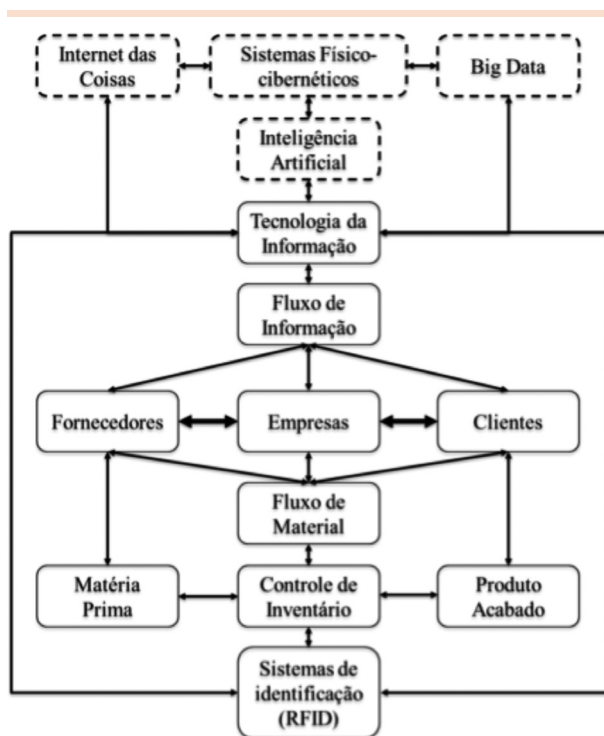 Internet das
Coisas
Sistemas Físico-
cibernéticos
Big Data
Inteligência
Artificial
Tecnologia da
Informação
Fluxo de
Informação
Fornecedores
Empresas
Clientes
Fluxo de
Material
Matéria
Prima
Controle de
Inventário
Produto
Acabado
Sistemas de
identificação
(RFID)